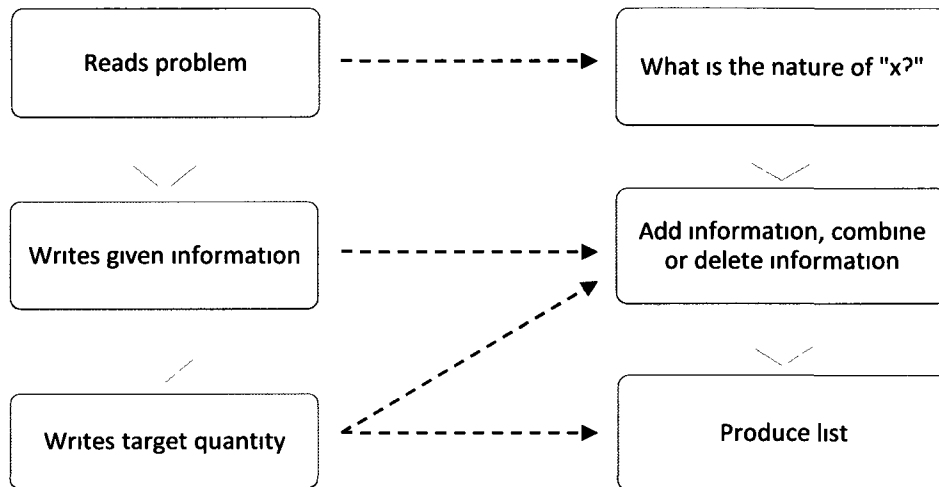 Reads problem
What is the nature of "x?"
Writes given information
Add information, combine
or delete information
Writes target quantity
Produce list